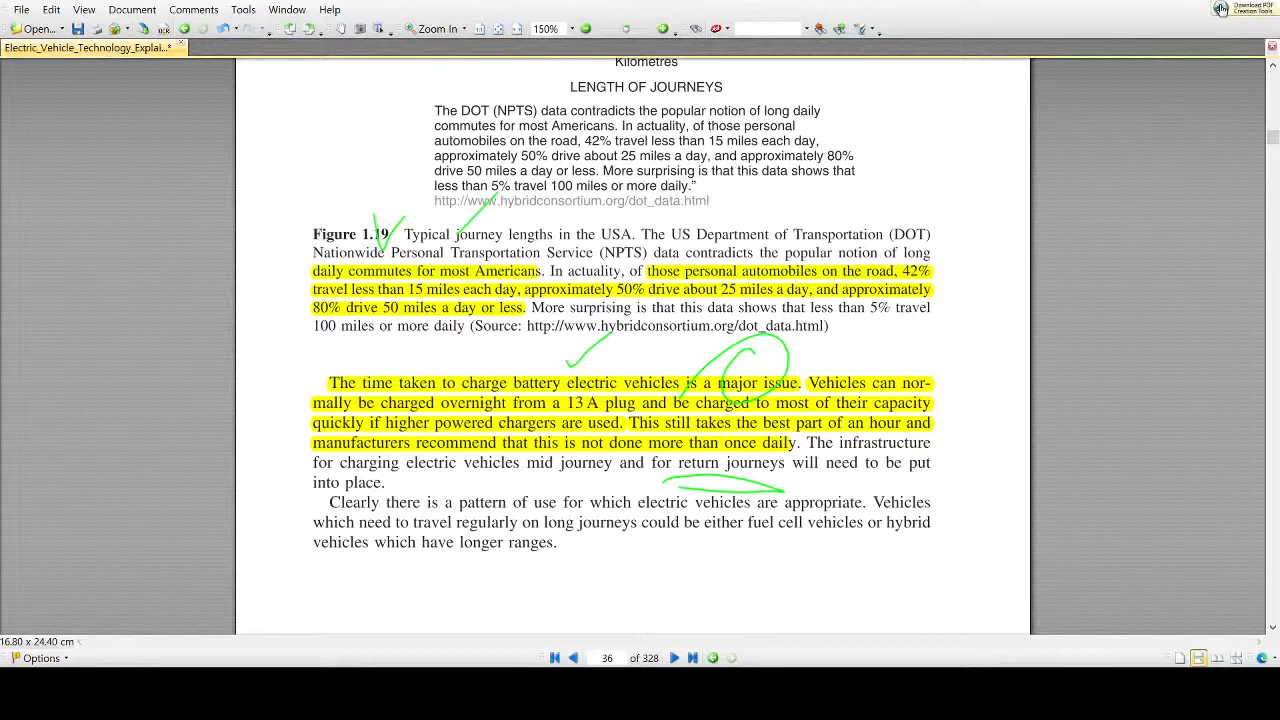 File Edit View Document Comments Tools Window Help
Download PDF
Creation Tools
Open... OCR Zoom In 150%
Electric_Vehicle_Technology_Explai...*
Kilometres
LENGTH OF JOURNEYS
The DOT (NPTS) data contradicts the popular notion of long daily
commutes for most Americans. In actuality, of those personal
automobiles on the road, 42% travel less than 15 miles each day,
approximately 50% drive about 25 miles a day, and approximately 80%
drive 50 miles a day or less. More surprising is that this data shows that
less than 5% travel 100 miles or more daily.”
http://www.hybridconsortium.org/dot_data.html
Figure 1.19 Typical journey lengths in the USA. The US Department of Transportation (DOT)
Nationwide Personal Transportation Service (NPTS) data contradicts the popular notion of long
daily commutes for most Americans. In actuality, of those personal automobiles on the road, 42%
travel less than 15 miles each day, approximately 50% drive about 25 miles a day, and approximately
80% drive 50 miles a day or less. More surprising is that this data shows that less than 5% travel
100 miles or more daily (Source: http://www.hybridconsortium.org/dot_data.html)
The time taken to charge battery electric vehicles is a major issue. Vehicles can nor-
mally be charged overnight from a 13 A plug and be charged to most of their capacity
quickly if higher powered chargers are used. This still takes the best part of an hour and
manufacturers recommend that this is not done more than once daily. The infrastructure
for charging electric vehicles mid journey and for return journeys will need to be put
into place.
Clearly there is a pattern of use for which electric vehicles are appropriate. Vehicles
which need to travel regularly on long journeys could be either fuel cell vehicles or hybrid
vehicles which have longer ranges.
16.80 x 24.40 cm
Options 36 of 328